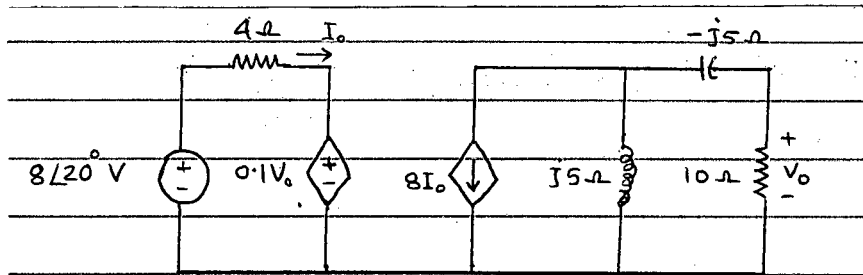 4Ω I₀ -j5Ω
8∠20° V + - 0.1V₀ + - 8I₀ j5Ω 10Ω + V₀ -